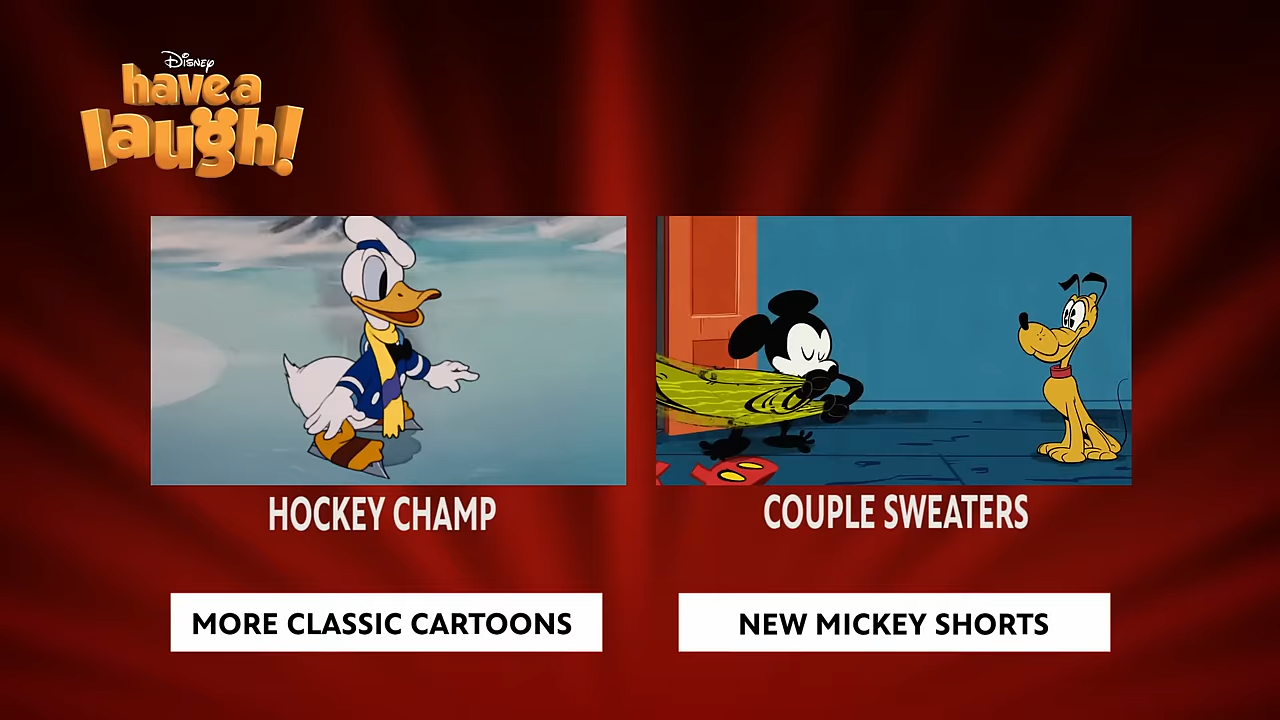 Disney
have a
laugh!
HOCKEY CHAMP
COUPLE SWEATERS
MORE CLASSIC CARTOONS
NEW MICKEY SHORTS